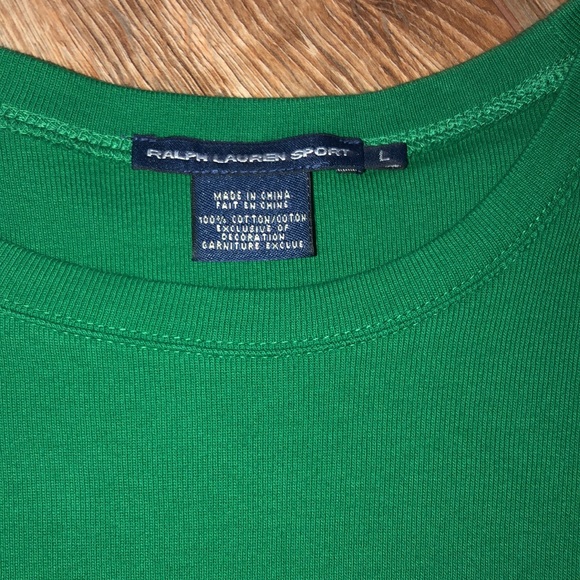 RALPH LAUREN SPORT L
MADE IN CHINA
FAIT EN CHINE
100% COTTON/COTON
EXCLUSIVE OF
DECORATION
GARNITURE EXCLUE